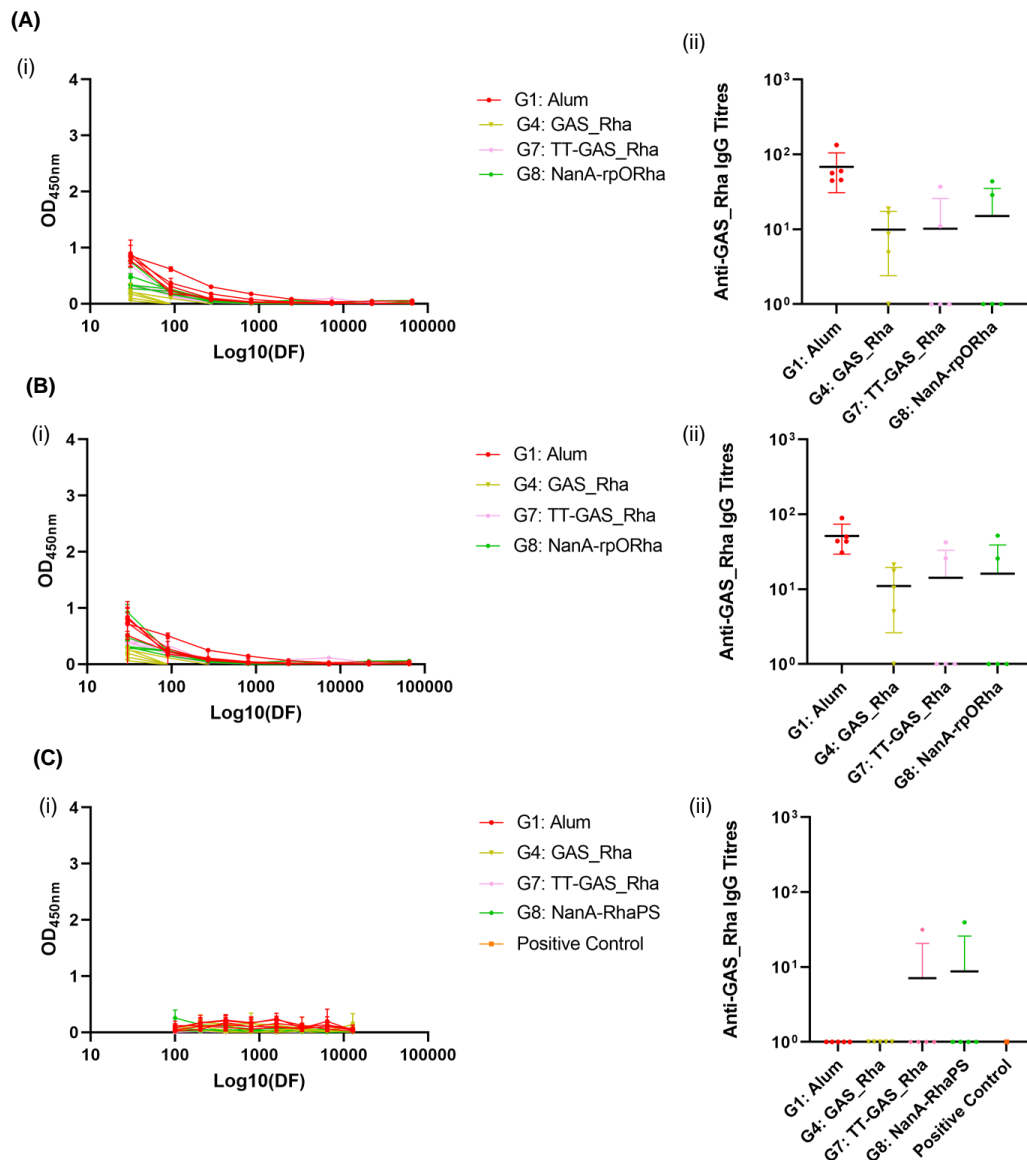 (A)
(i)
4
3
2
1
0
OD450nm
10
100
1000
10000
100000
Log10(DF)
G1: Alum
G4: GAS_Rha
G7: TT-GAS_Rha
G8: NanA-rpORha
(ii)
Anti-GAS_Rha IgG Titres
10³
10²
10¹
10⁰
G1: Alum
G4: GAS_Rha
G7: TT-GAS_Rha
G8: NanA-rpORha
(B)
(i)
4
3
2
1
0
OD450nm
10
100
1000
10000
100000
Log10(DF)
G1: Alum
G4: GAS_Rha
G7: TT-GAS_Rha
G8: NanA-rpORha
(ii)
Anti-GAS_Rha IgG Titres
10³
10²
10¹
10⁰
G1: Alum
G4: GAS_Rha
G7: TT-GAS_Rha
G8: NanA-rpORha
(C)
(i)
4
3
2
1
0
OD450nm
10
100
1000
10000
100000
Log10(DF)
G1: Alum
G4: GAS_Rha
G7: TT-GAS_Rha
G8: NanA-RhaPS
Positive Control
(ii)
Anti-GAS_Rha IgG Titres
10³
10²
10¹
10⁰
G1: Alum
G4: GAS_Rha
G7: TT-GAS_Rha
G8: NanA-RhaPS
Positive Control